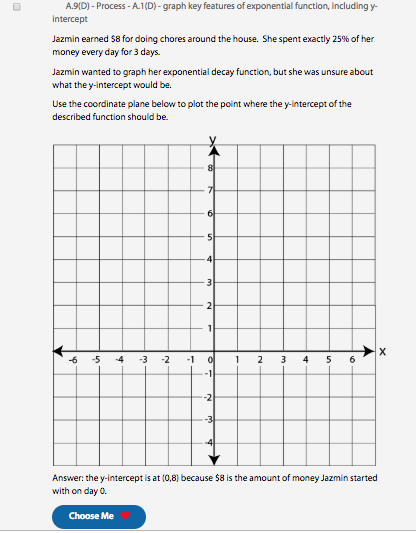 A.9(D) - Process - A.1(D) - graph key features of exponential function, including y-
intercept
Jazmin earned $8 for doing chores around the house. She spent exactly 25% of her
money every day for 3 days.
Jazmin wanted to graph her exponential decay function, but she was unsure about
what the y-intercept would be.
Use the coordinate plane below to plot the point where the y-intercept of the
described function should be.
y
8
7
6
5
4
3
2
1
x
-6 -5 -4 -3 -2 -1 0 1 2 3 4 5 6
-1
-2
-3
-4
Answer: the y-intercept is at (0,8) because $8 is the amount of money Jazmin started
with on day 0.
Choose Me